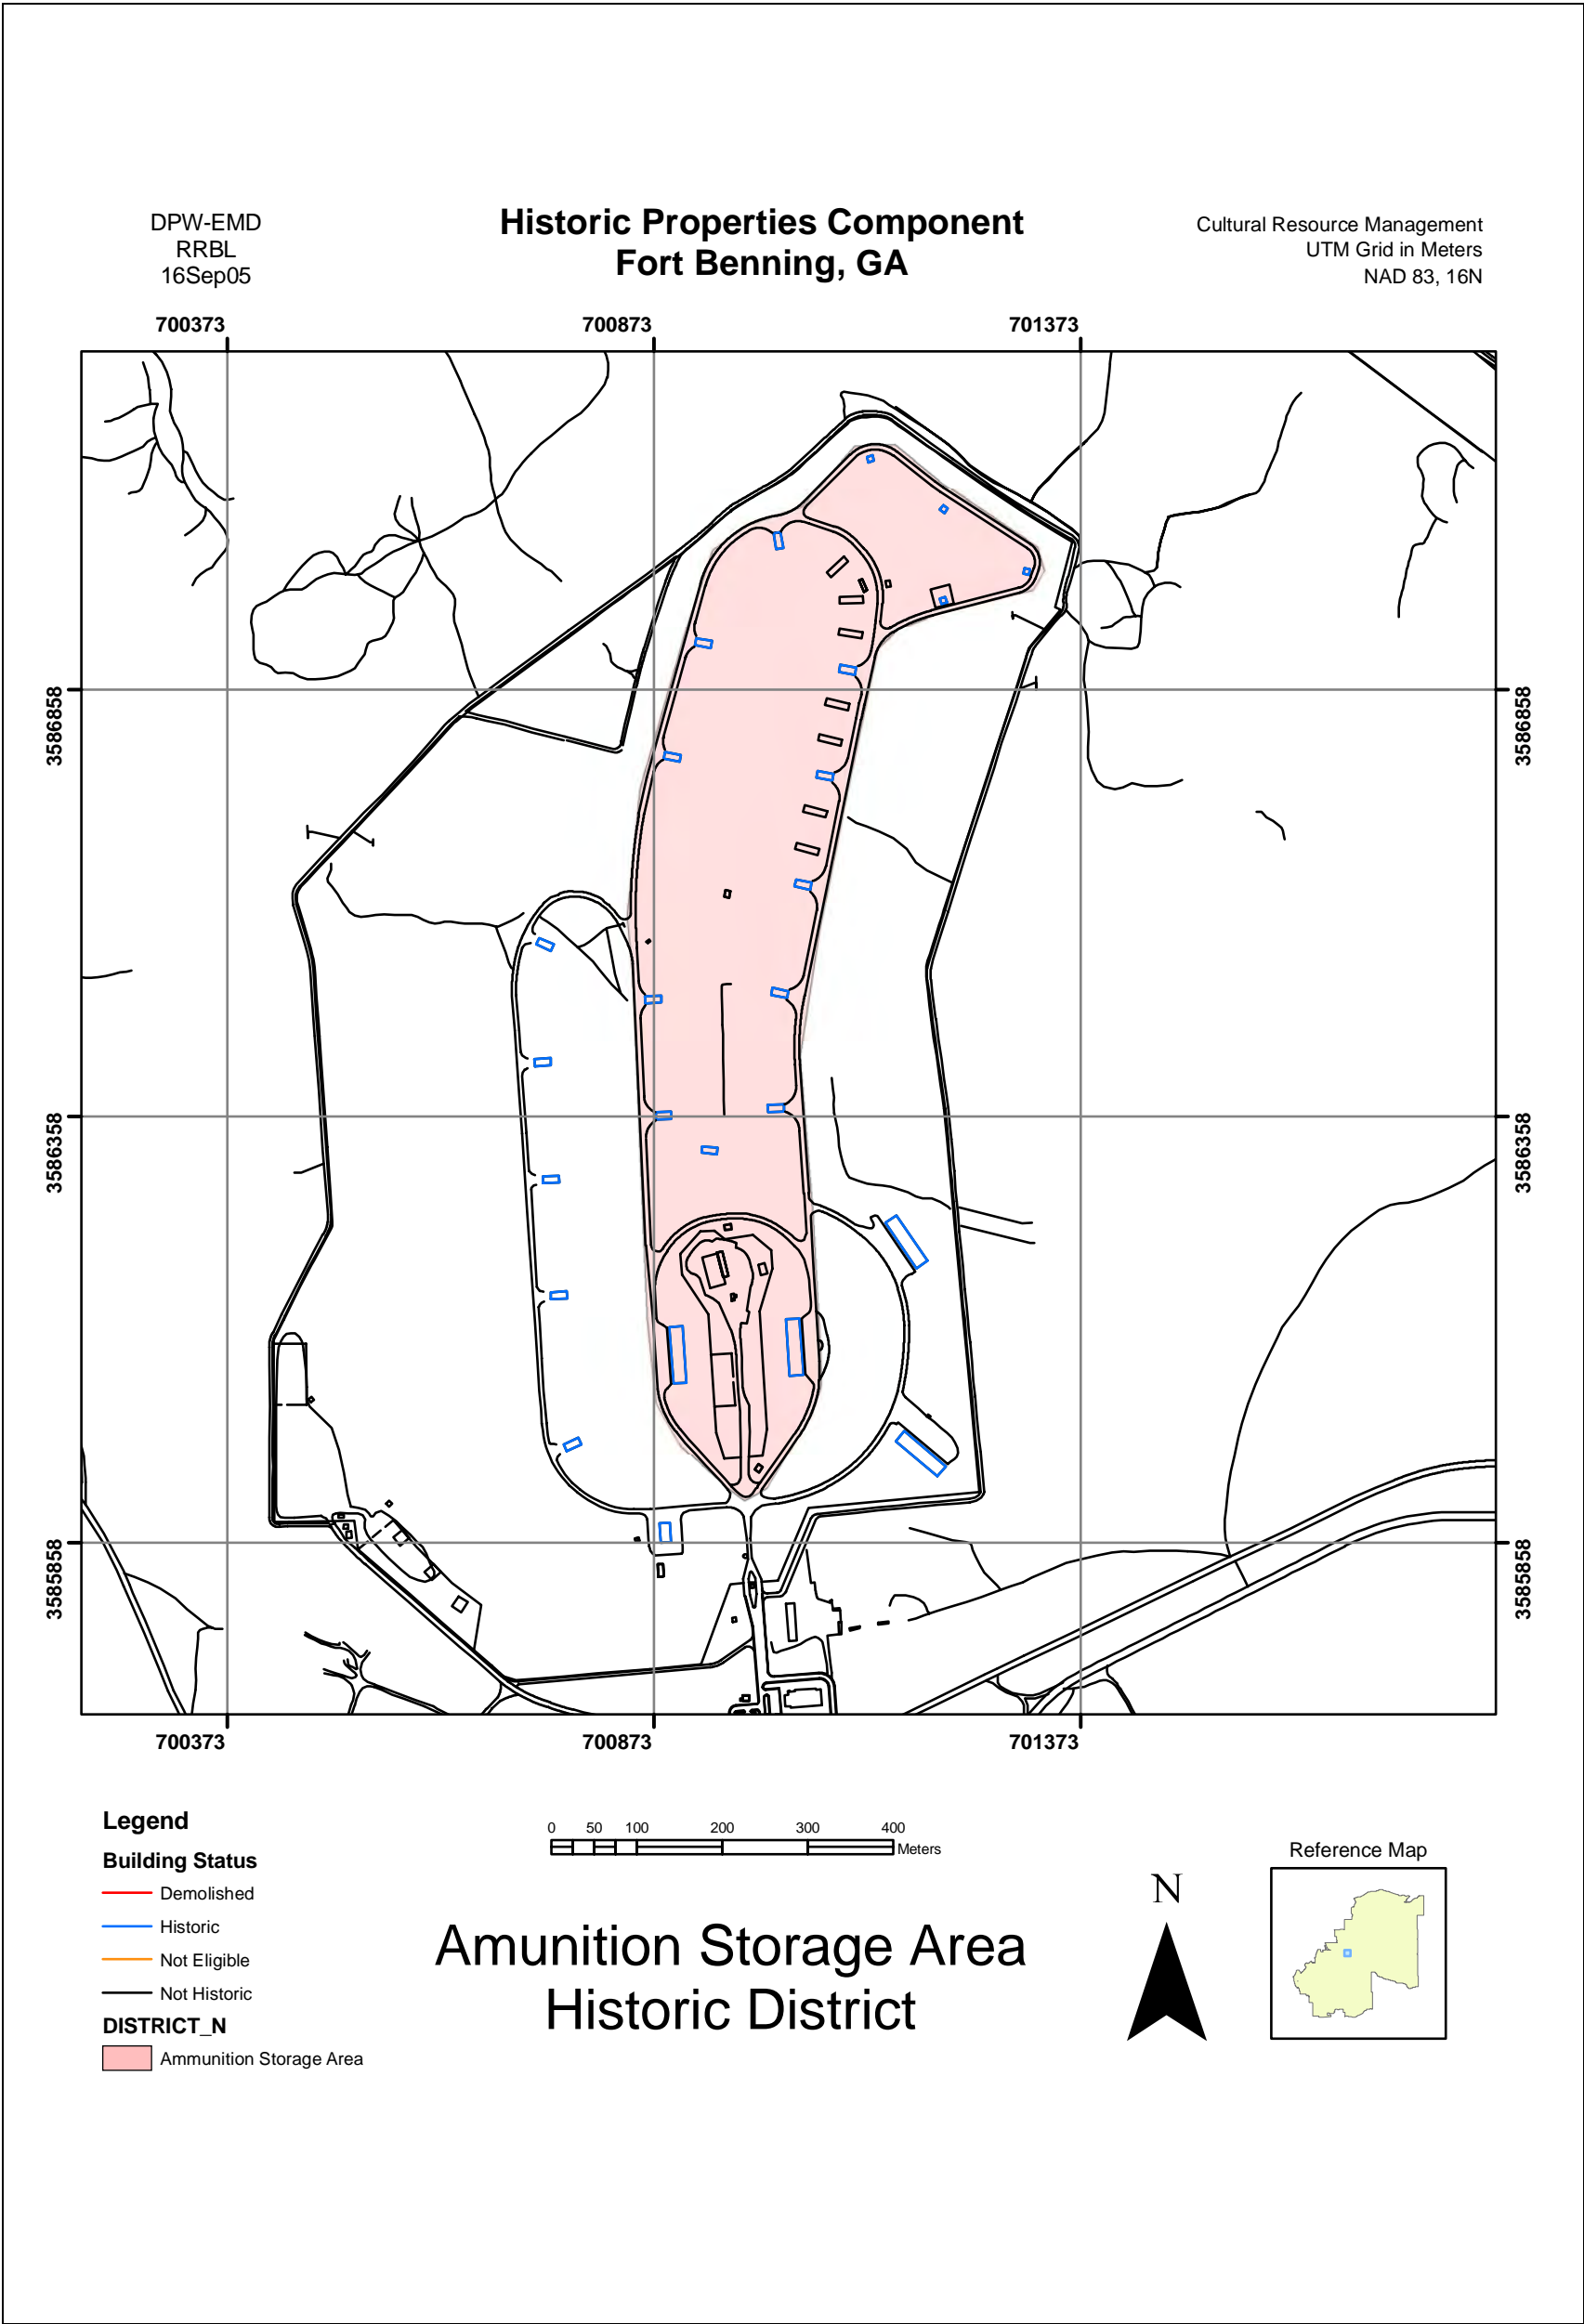 DPW-EMD
RRBL
16Sep05
Historic Properties Component
Fort Benning, GA
Cultural Resource Management
UTM Grid in Meters
NAD 83, 16N
700373
700873
701373
3586858
3586858
3586358
3586358
3585858
3585858
700373
700873
701373
Legend
Building Status
Demolished
Historic
Not Eligible
Not Historic
DISTRICT_N
Ammunition Storage Area
0 50 100 200 300 400
Meters
Amunition Storage Area
Historic District
N
Reference Map